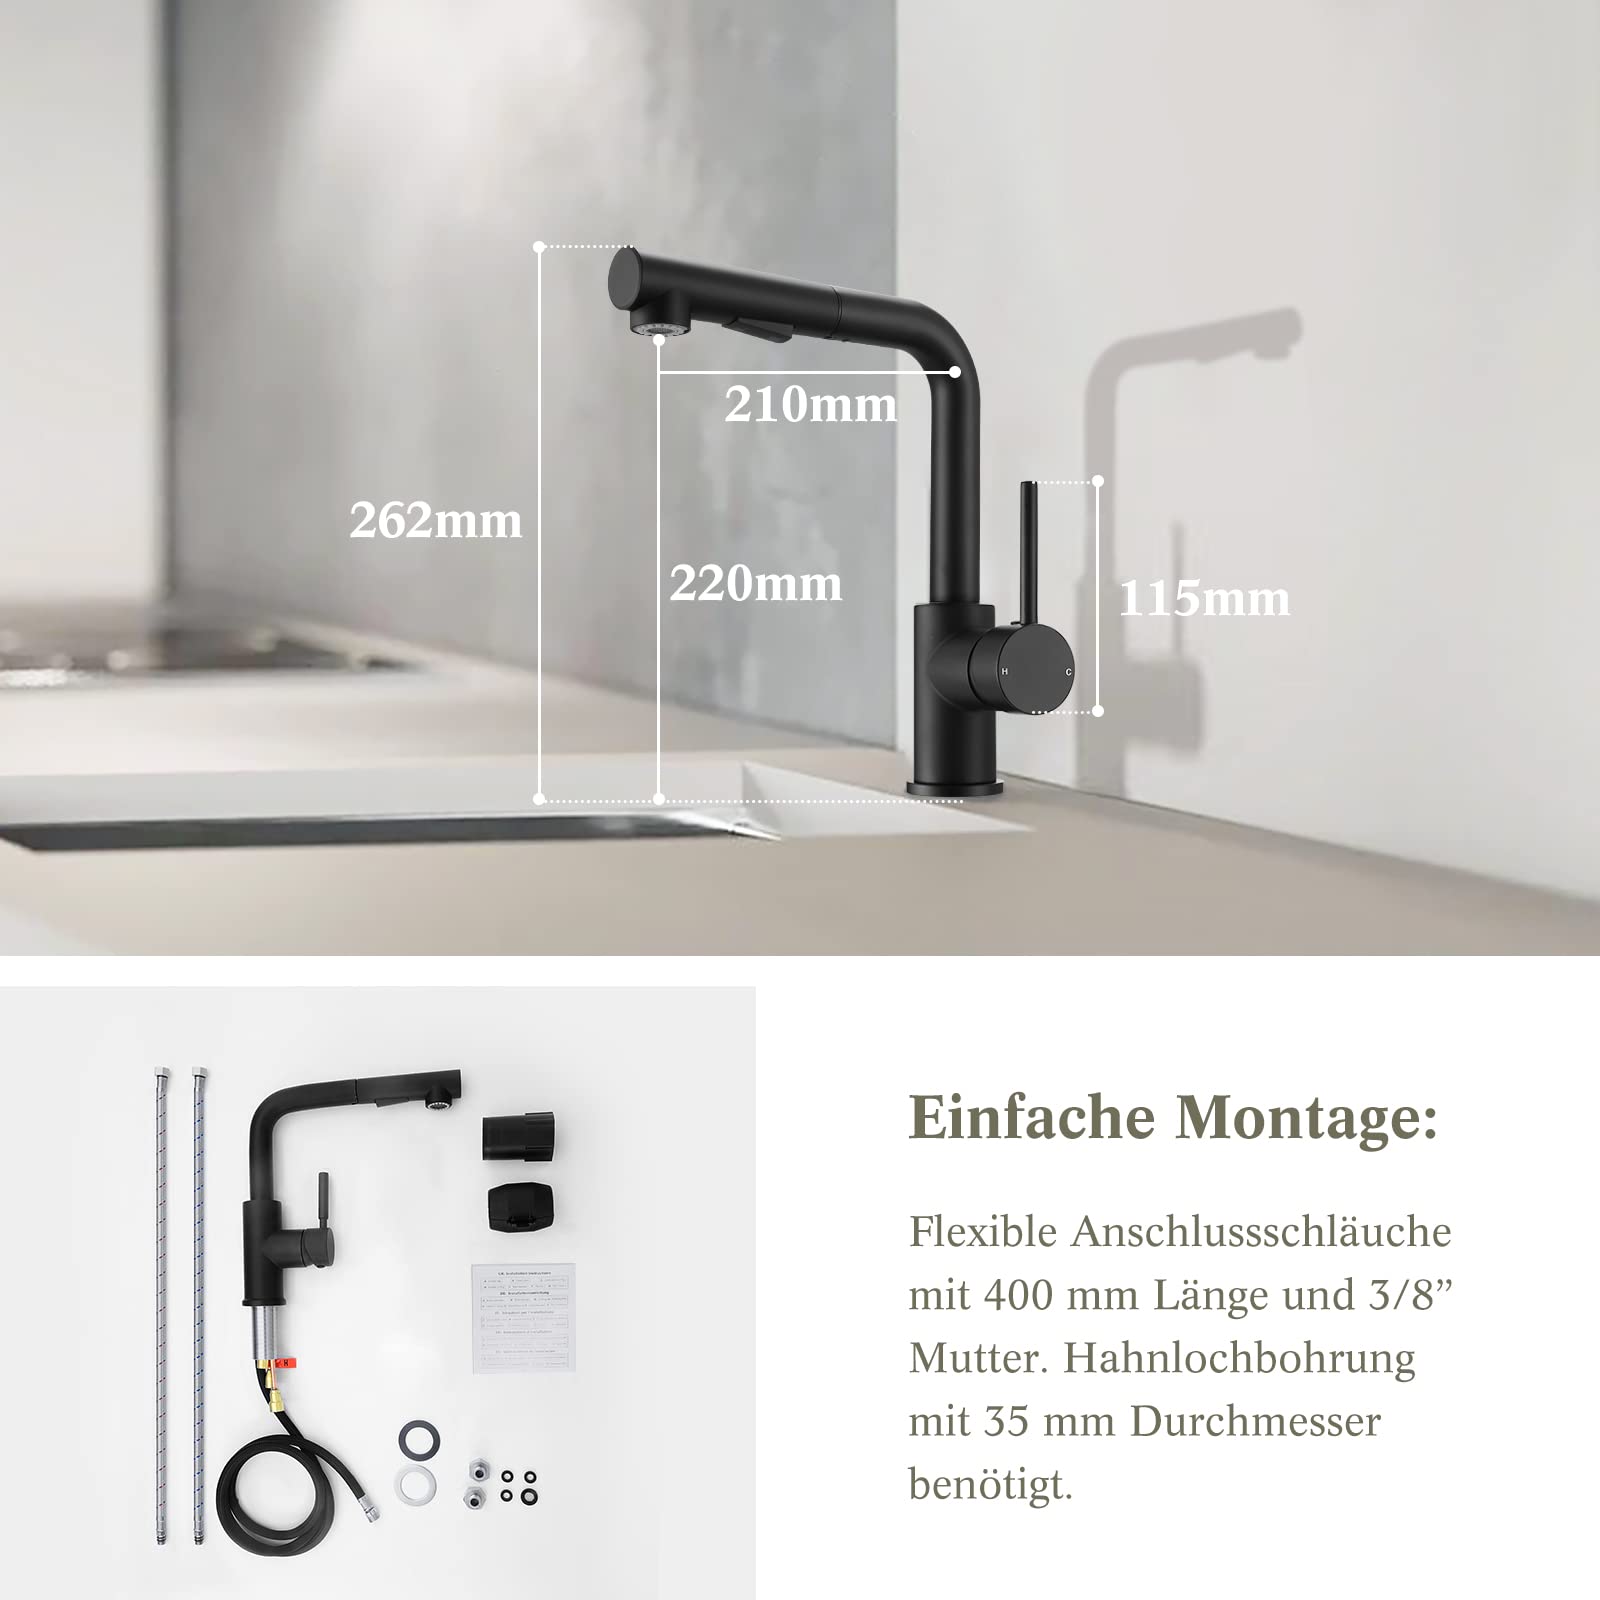 210mm
262mm
220mm
115mm
H
C
H
Einfache Montage:
Flexible Anschlussschläuche
mit 400 mm Länge und 3/8”
Mutter. Hahnlochbohrung
mit 35 mm Durchmesser
benötigt.